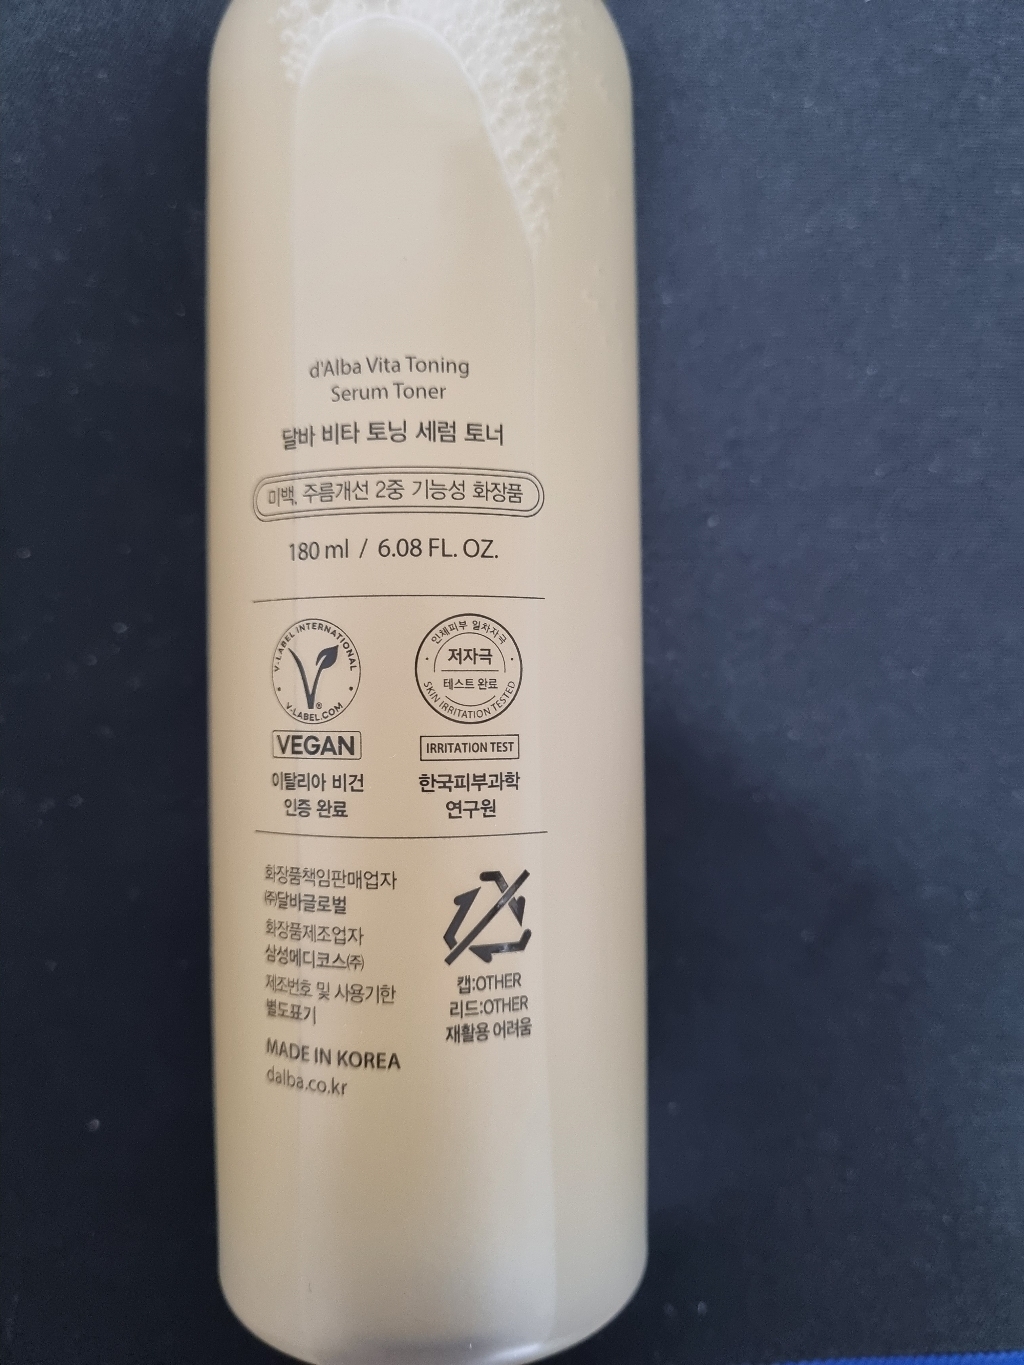 d'Alba Vita Toning
Serum Toner
달바 비타 토닝 세럼 토너
미백, 주름개선 2중 기능성 화장품
180 ml / 6.08 FL. OZ.
V-LABEL INTERNATIONAL
V-LABEL.COM
VEGAN
이탈리아 비건
인증 완료
인체피부 일차자극
저자극
테스트 완료
SKIN IRRITATION TESTED
IRRITATION TEST
한국피부과학
연구원
화장품책임판매업자
㈜달바글로벌
화장품제조업자
삼성메디코스㈜
제조번호 및 사용기한
별도표기
MADE IN KOREA
dalba.co.kr
캡:OTHER
리드:OTHER
재활용 어려움